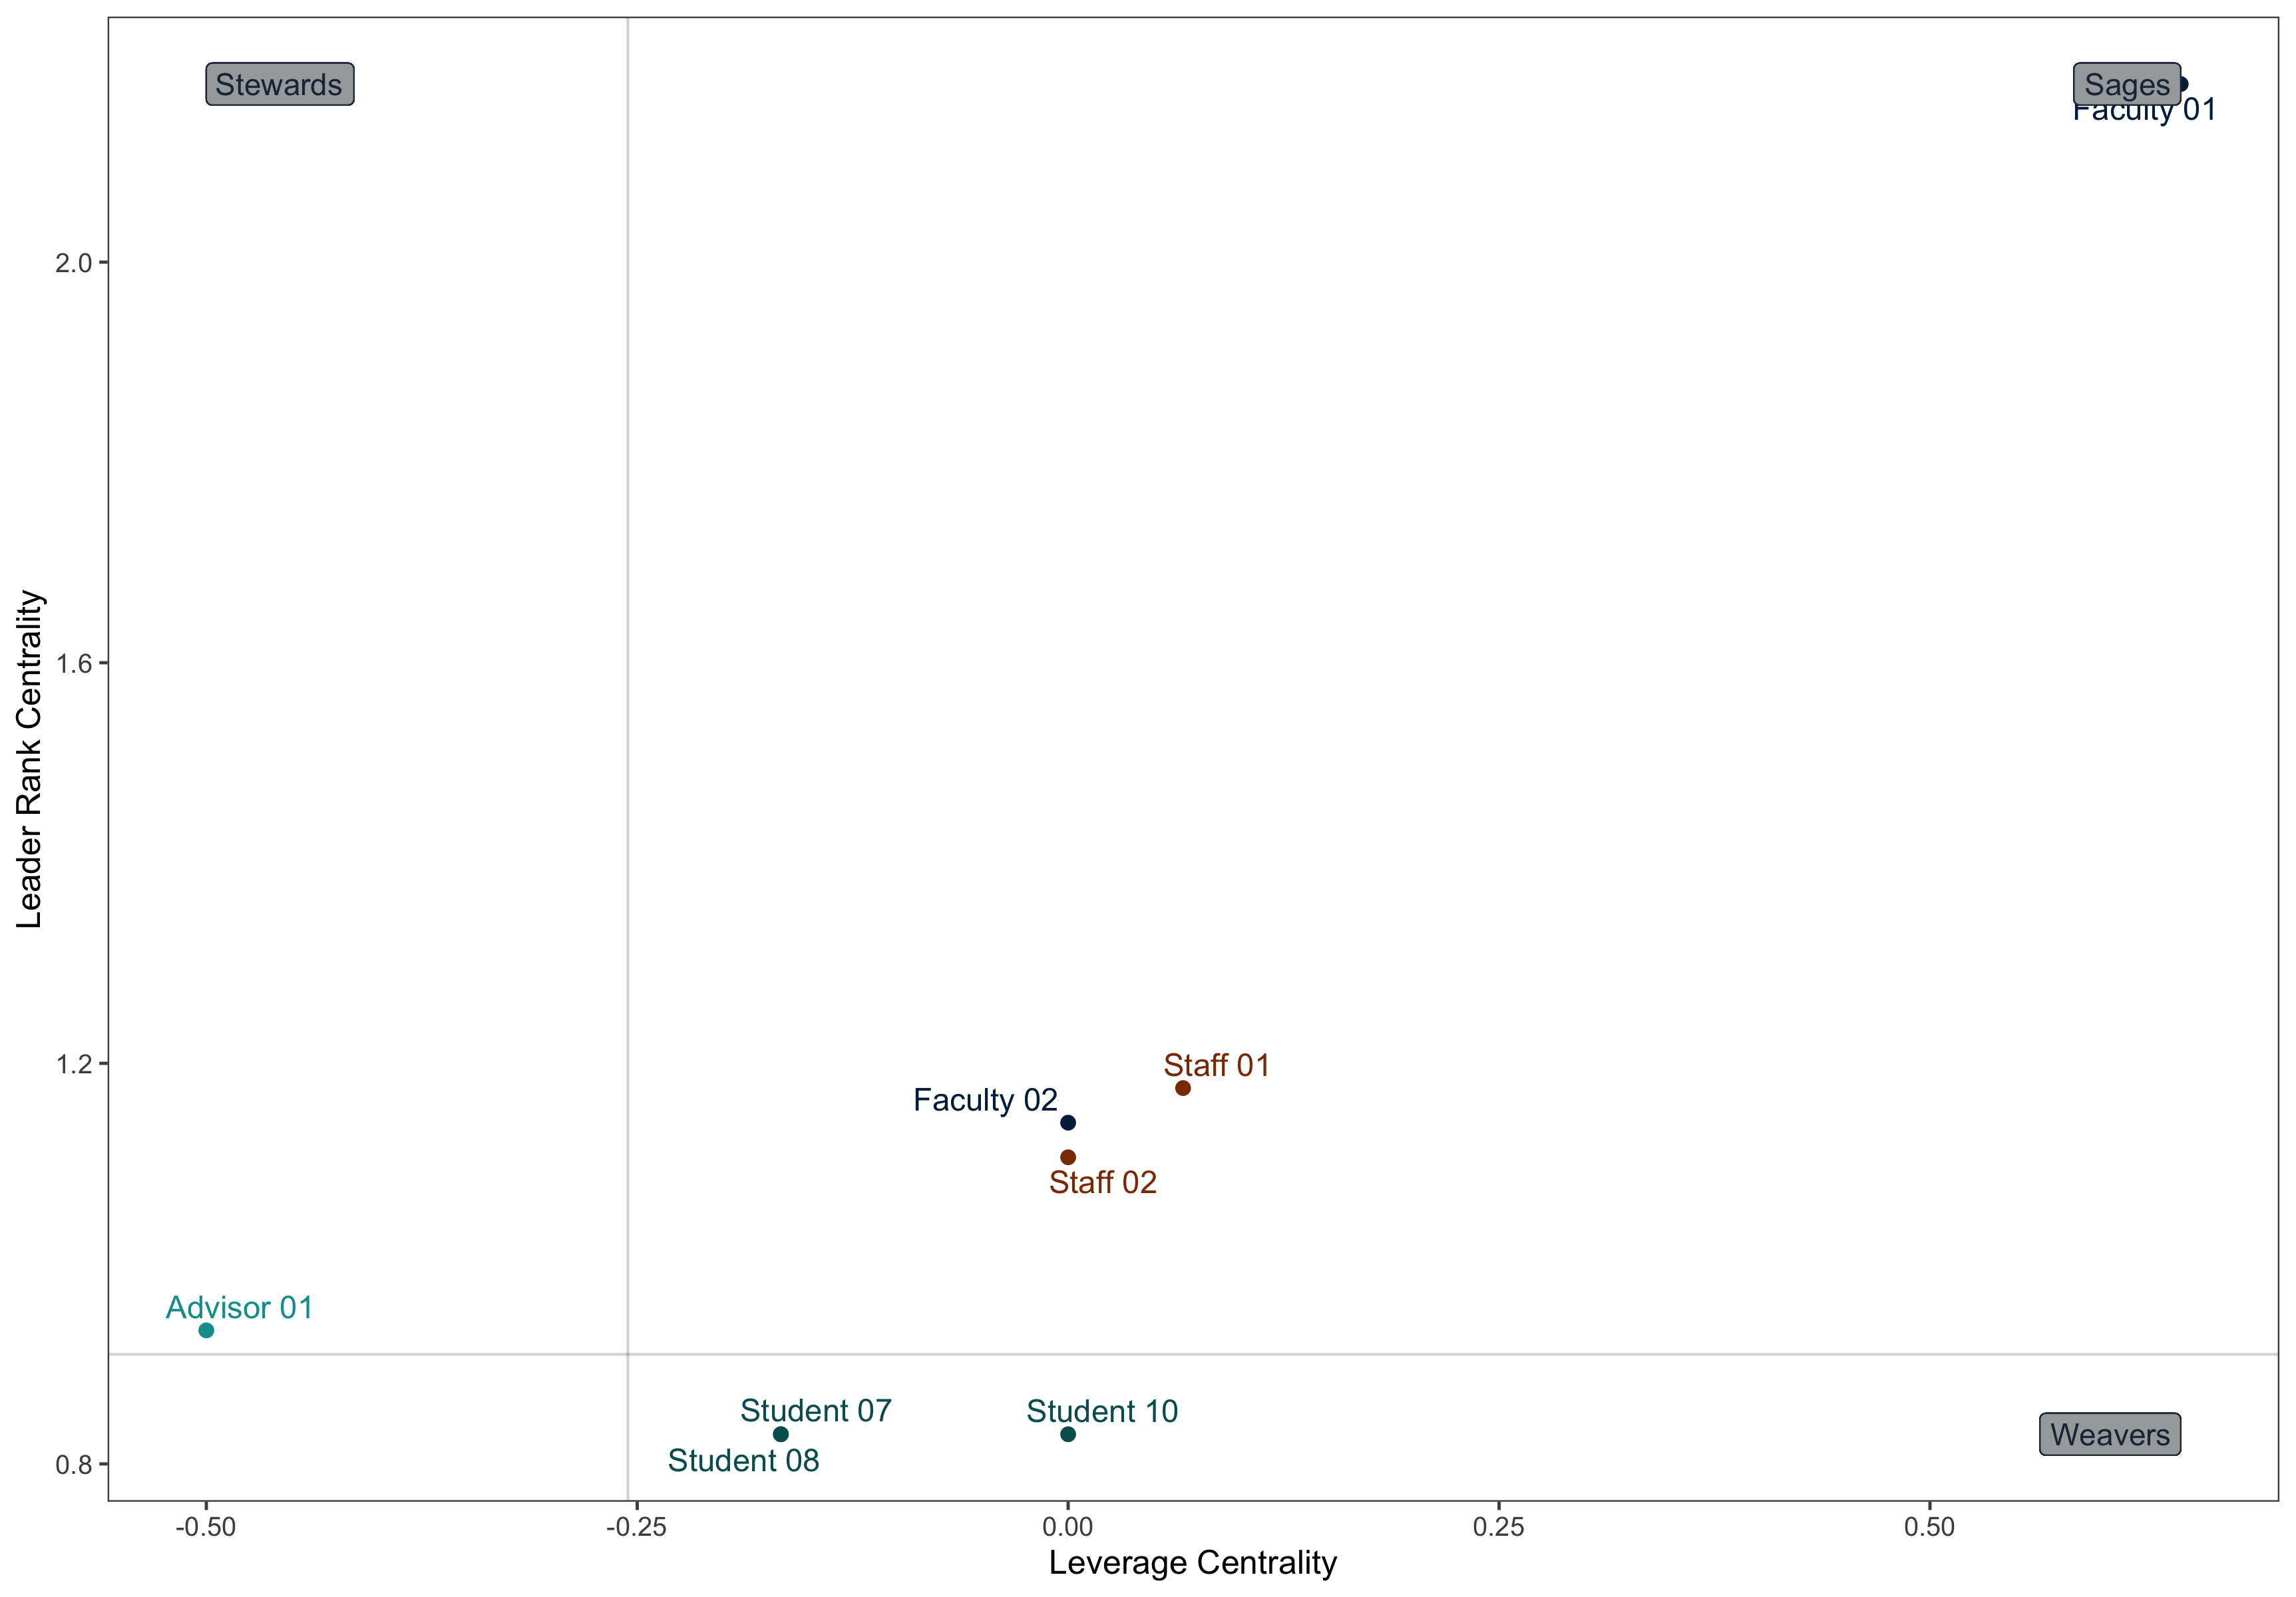 Stewards
Sages
Faculty 01
2.0
1.6
1.2
0.8
Leader Rank Centrality
Staff 01
Faculty 02
Staff 02
Advisor 01
Student 07
Student 10
Student 08
Weavers
-0.50
-0.25
0.00
0.25
0.50
Leverage Centrality